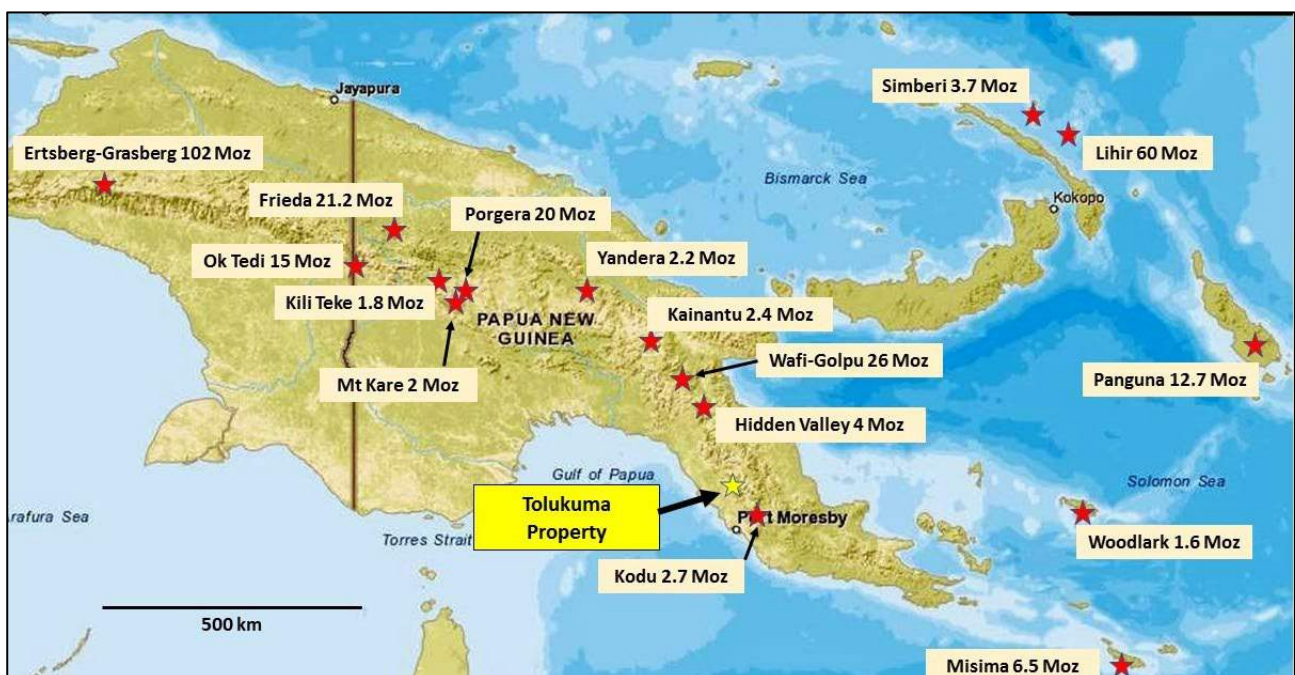 Jayapura
Simberi 3.7 Moz
Ertsberg-Grasberg 102 Moz
Lihir 60 Moz
Bismarck Sea
Frieda 21.2 Moz
Porgera 20 Moz
Kokopo
Ok Tedi 15 Moz
Yandera 2.2 Moz
Kili Teke 1.8 Moz
PAPUA NEW
GUINEA
Kainantu 2.4 Moz
Wafi-Golpu 26 Moz
Mt Kare 2 Moz
Panguna 12.7 Moz
Hidden Valley 4 Moz
Gulf of Papua
Solomon Sea
Tolukuma
Property
Arafura Sea
Port Moresby
Torres Strait
Woodlark 1.6 Moz
Kodu 2.7 Moz
500 km
Misima 6.5 Moz